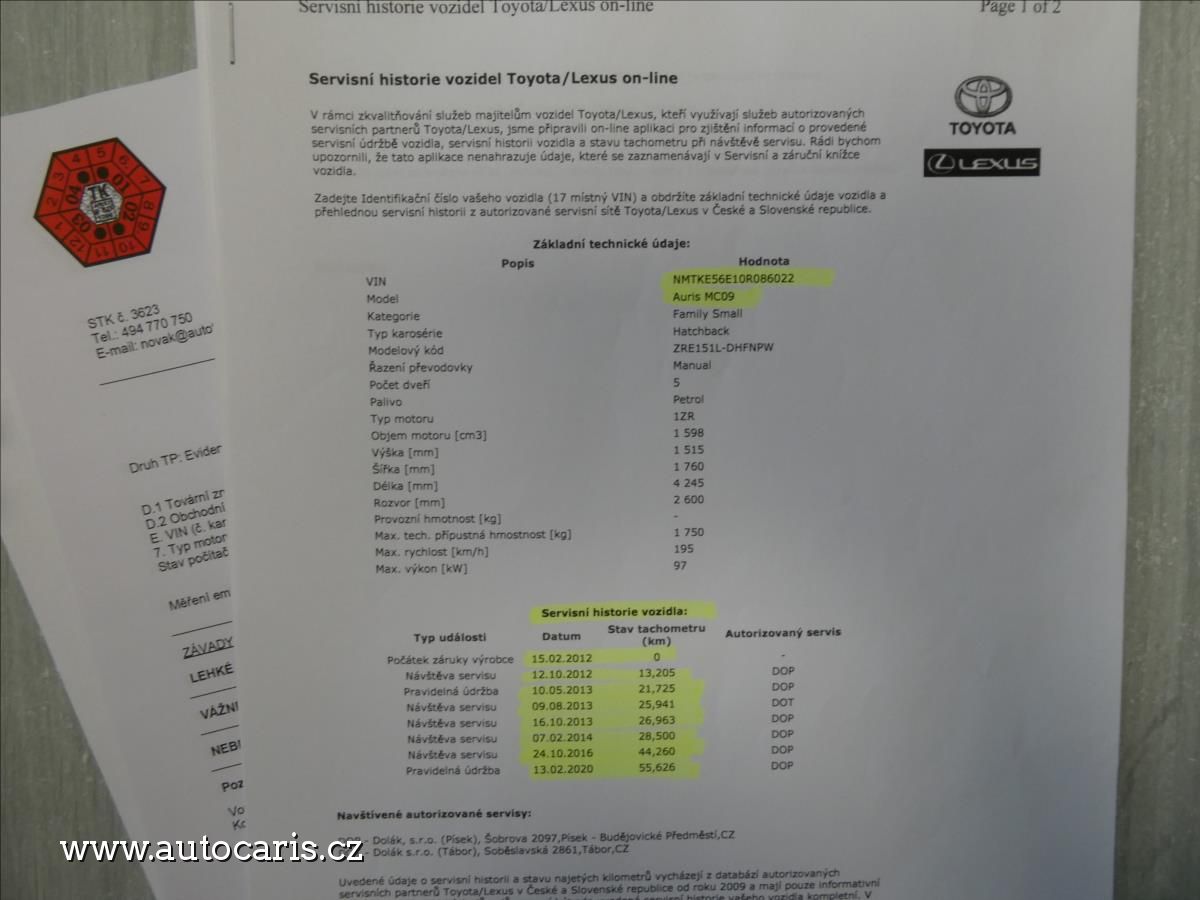 Servisní historie vozidel Toyota/Lexus on-line
Page 1 of 2
Servisní historie vozidel Toyota/Lexus on-line
TOYOTA
LEXUS
V rámci zkvalitňování služeb majitelům vozidel Toyota/Lexus, kteří využívají služeb autorizovaných
servisních partnerů Toyota/Lexus, jsme připravili on-line aplikaci pro zjištění informací o provedené
servisní údržbě vozidla, servisní historii vozidla a stavu tachometru při návštěvě servisu. Rádi bychom
upozornili, že tato aplikace nenahrazuje údaje, které se zaznamenávají v Servisní a záruční knížce
vozidla.
Zadejte Identifikační číslo vašeho vozidla (17 místný VIN) a obdržíte základní technické údaje vozidla a
přehlednou servisní historii z autorizované servisní sítě Toyota/Lexus v České a Slovenské republice.
Základní technické údaje:
Popis Hodnota
VIN NMTKE56E10R086022
Model Auris MC09
Kategorie Family Small
Typ karosérie Hatchback
Modelový kód ZRE151L-DHFNPW
Řazení převodovky Manual
Počet dveří 5
Palivo Petrol
Typ motoru 1ZR
Objem motoru [cm3] 1 598
Výška [mm] 1 515
Šířka [mm] 1 760
Délka [mm] 4 245
Rozvor [mm] 2 600
Provozní hmotnost [kg] -
Max. tech. přípustná hmostnost [kg] 1 750
Max. rychlost [km/h] 195
Max. výkon [kW] 97
Servisní historie vozidla:
Typ události Datum Stav tachometru (km) Autorizovaný servis
Počátek záruky výrobce 15.02.2012 0 -
Návštěva servisu 12.10.2012 13,205 DOP
Pravidelná údržba 10.05.2013 21,725 DOP
Návštěva servisu 09.08.2013 25,941 DOT
Návštěva servisu 16.10.2013 26,963 DOP
Návštěva servisu 07.02.2014 28,500 DOP
Návštěva servisu 24.10.2016 44,260 DOP
Pravidelná údržba 13.02.2020 55,626 DOP
Navštívené autorizované servisy:
DOP - Dolák, s.r.o. (Písek), Šobrova 2097,Písek - Budějovické Předměstí,CZ
- Dolák s.r.o. (Tábor), Soběslavská 2861,Tábor,CZ
Uvedené údaje o servisní historii a stavu najetých kilometrů vycházejí z databází autorizovaných
servisních partnerů Toyota/Lexus v České a Slovenské republice od roku 2009 a mají pouze informativní
STK č. 3623
Tel.: 494 770 750
E-mail: novak@auto
Druh TP: Eviden
D.1 Tovární zn
D.2 Obchodní
E. VIN (č. kar
7. Typ motor
Stav počítač
Měření em
ZÁVADY
LEHKÉ
VÁŽNÍ
NEB
Poz
Vo
www.autocaris.cz